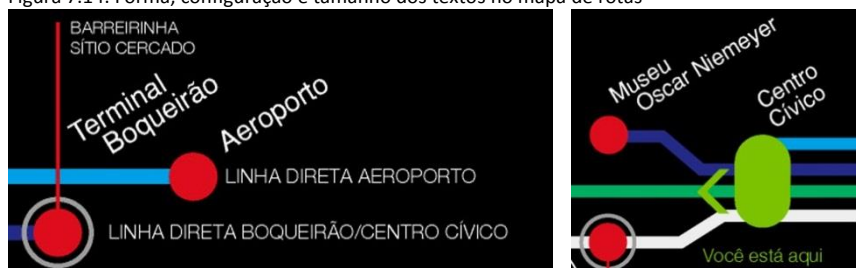 Figura 7.14: Forma, configuração e tamanho dos textos no mapa de rotas
BARREIRINHA
SÍTIO CERCADO
Terminal
Boqueirão
Aeroporto
LINHA DIRETA AEROPORTO
LINHA DIRETA BOQUEIRÃO/CENTRO CÍVICO
Museu
Oscar Niemeyer
Centro
Cívico
Você está aqui